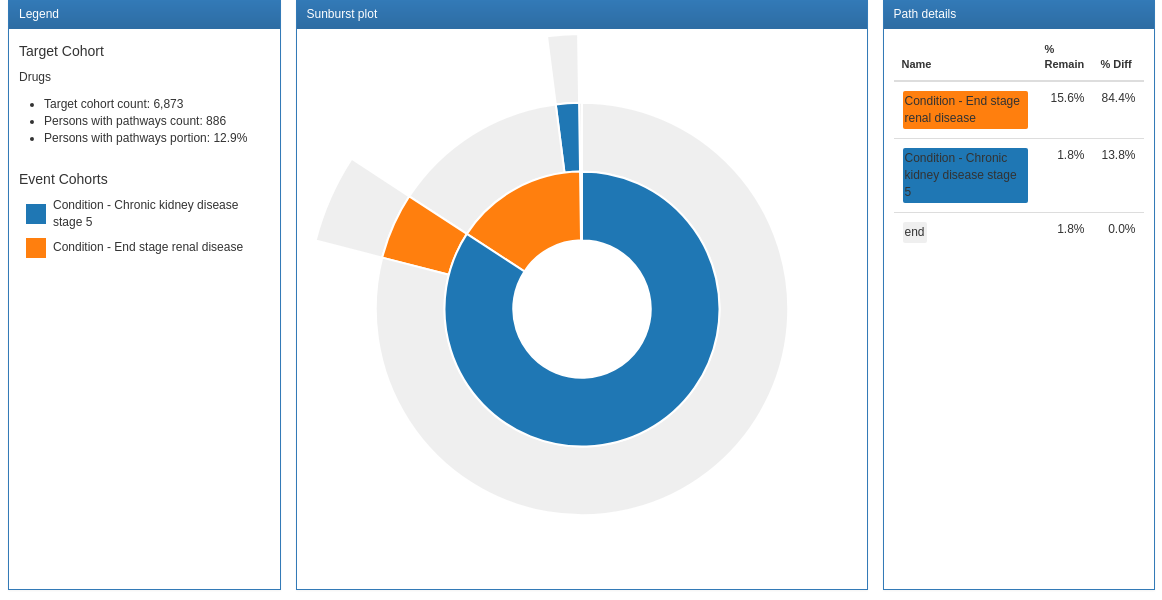 Legend
Target Cohort
Drugs
Target cohort count: 6,873
Persons with pathways count: 886
Persons with pathways portion: 12.9%
Event Cohorts
Condition - Chronic kidney disease
stage 5
Condition - End stage renal disease
Sunburst plot
Path details
Name % Remain % Diff
Condition - End stage
renal disease 15.6% 84.4%
Condition - Chronic
kidney disease stage
5 1.8% 13.8%
end 1.8% 0.0%